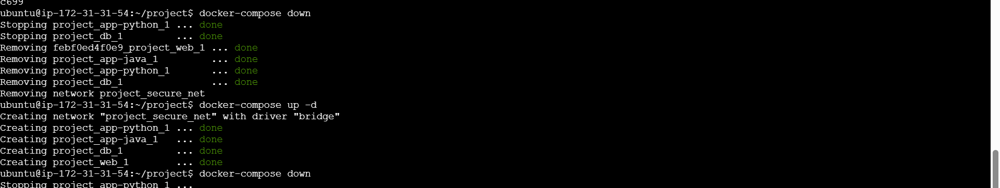 c699
ubuntu@ip-172-31-31-54:~/project$ docker-compose down
Stopping project_app-python_1 ... done
Stopping project_db_1         ... done
Removing febf0ed4f0e9_project_web_1 ... done
Removing project_app-java_1         ... done
Removing project_app-python_1       ... done
Removing project_db_1               ... done
Removing network project_secure_net
ubuntu@ip-172-31-31-54:~/project$ docker-compose up -d
Creating network "project_secure_net" with driver "bridge"
Creating project_app-python_1 ... done
Creating project_app-java_1   ... done
Creating project_db_1         ... done
Creating project_web_1        ... done
ubuntu@ip-172-31-31-54:~/project$ docker-compose down
Stopping project_app-python_1 ...